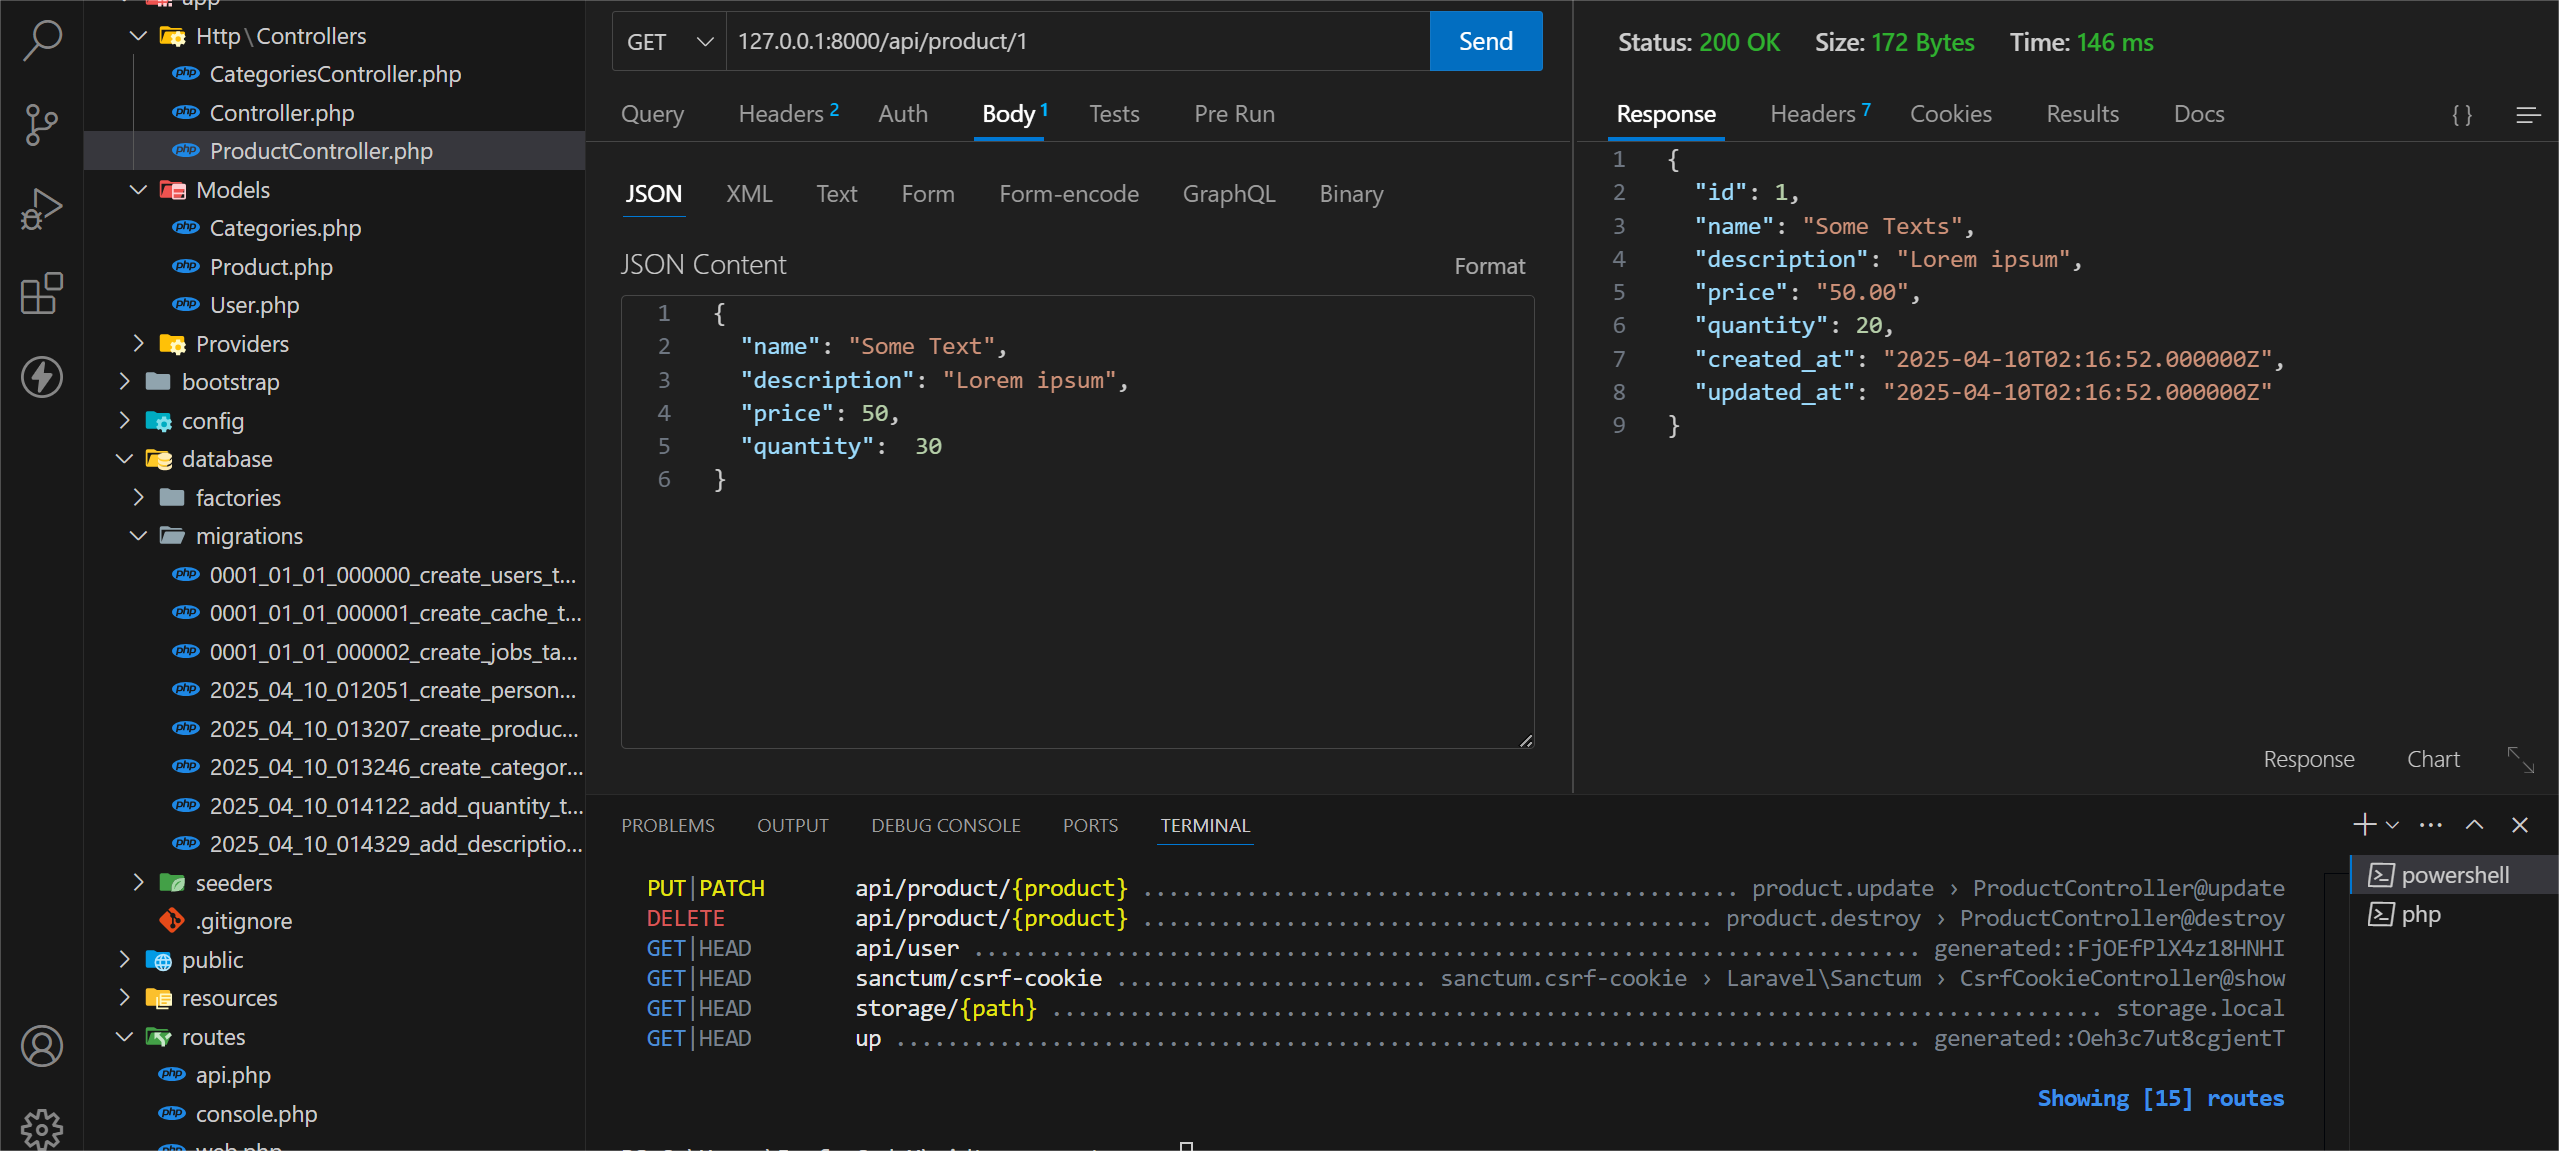 app
Http\Controllers
CategoriesController.php
Controller.php
ProductController.php
Models
Categories.php
Product.php
User.php
Providers
bootstrap
config
database
factories
migrations
0001_01_01_000000_create_users_t...
0001_01_01_000001_create_cache_t...
0001_01_01_000002_create_jobs_ta...
2025_04_10_012051_create_person...
2025_04_10_013207_create_produc...
2025_04_10_013246_create_categor...
2025_04_10_014122_add_quantity_t...
2025_04_10_014329_add_descriptio...
seeders
.gitignore
public
resources
routes
api.php
console.php
web.php
GET 127.0.0.1:8000/api/product/1 Send
Query Headers 2 Auth Body 1 Tests Pre Run
JSON XML Text Form Form-encode GraphQL Binary
JSON Content Format
1 {
2 "name": "Some Text",
3 "description": "Lorem ipsum",
4 "price": 50,
5 "quantity":  30
6 }
Status: 200 OK Size: 172 Bytes Time: 146 ms
Response Headers 7 Cookies Results Docs {}
1 {
2 "id": 1,
3 "name": "Some Texts",
4 "description": "Lorem ipsum",
5 "price": "50.00",
6 "quantity": 20,
7 "created_at": "2025-04-10T02:16:52.000000Z",
8 "updated_at": "2025-04-10T02:16:52.000000Z"
9 }
Response Chart
PROBLEMS OUTPUT DEBUG CONSOLE PORTS TERMINAL
PUT|PATCH api/product/{product} ............................................. product.update › ProductController@update
DELETE api/product/{product} ........................................... product.destroy › ProductController@destroy
GET|HEAD api/user ........................................................................ generated::FjOEfPlX4z18HNHI
GET|HEAD sanctum/csrf-cookie ........................ sanctum.csrf-cookie › Laravel\Sanctum › CsrfCookieController@show
GET|HEAD storage/{path} ................................................................................. storage.local
GET|HEAD up .............................................................................. generated::Oeh3c7ut8cgjentT
Showing [15] routes
powershell
php